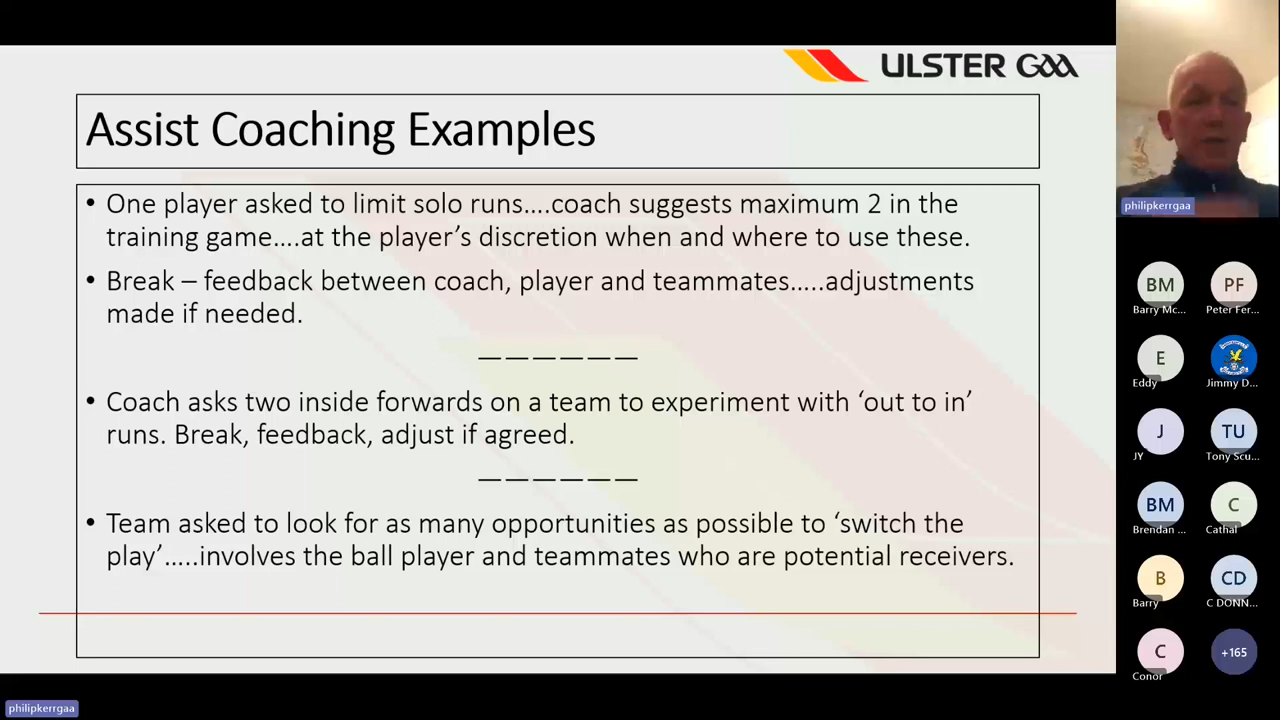 ULSTER GAA
Assist Coaching Examples
• One player asked to limit solo runs….coach suggests maximum 2 in the
training game….at the player’s discretion when and where to use these.
• Break – feedback between coach, player and teammates…..adjustments
made if needed.
——————
• Coach asks two inside forwards on a team to experiment with ‘out to in’
runs. Break, feedback, adjust if agreed.
——————
• Team asked to look for as many opportunities as possible to ‘switch the
play’…..involves the ball player and teammates who are potential receivers.
philipkerrgaa
BM
PF
Barry Mc...
Peter Fer...
E
Eddy
Jimmy D...
J
TU
JY
Tony Scu...
BM
C
Brendan ...
Cathal
B
CD
Barry
C DONN...
C
+165
Conor
philipkerrgaa